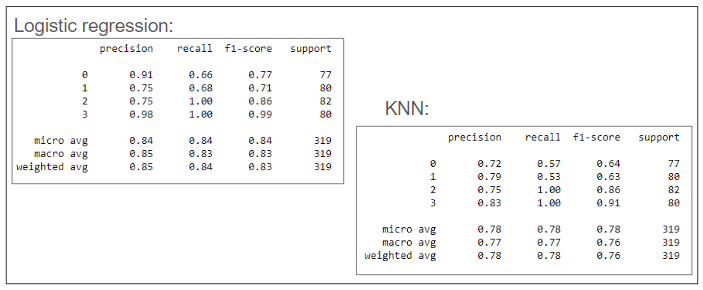 Logistic regression:
precision recall f1-score support
0 0.91 0.66 0.77 77
1 0.75 0.68 0.71 80
2 0.75 1.00 0.86 82
3 0.98 1.00 0.99 80
micro avg 0.84 0.84 0.84 319
macro avg 0.85 0.83 0.83 319
weighted avg 0.85 0.84 0.83 319
KNN:
precision recall f1-score support
0 0.72 0.57 0.64 77
1 0.79 0.53 0.63 80
2 0.75 1.00 0.86 82
3 0.83 1.00 0.91 80
micro avg 0.78 0.78 0.78 319
macro avg 0.77 0.77 0.76 319
weighted avg 0.78 0.78 0.76 319